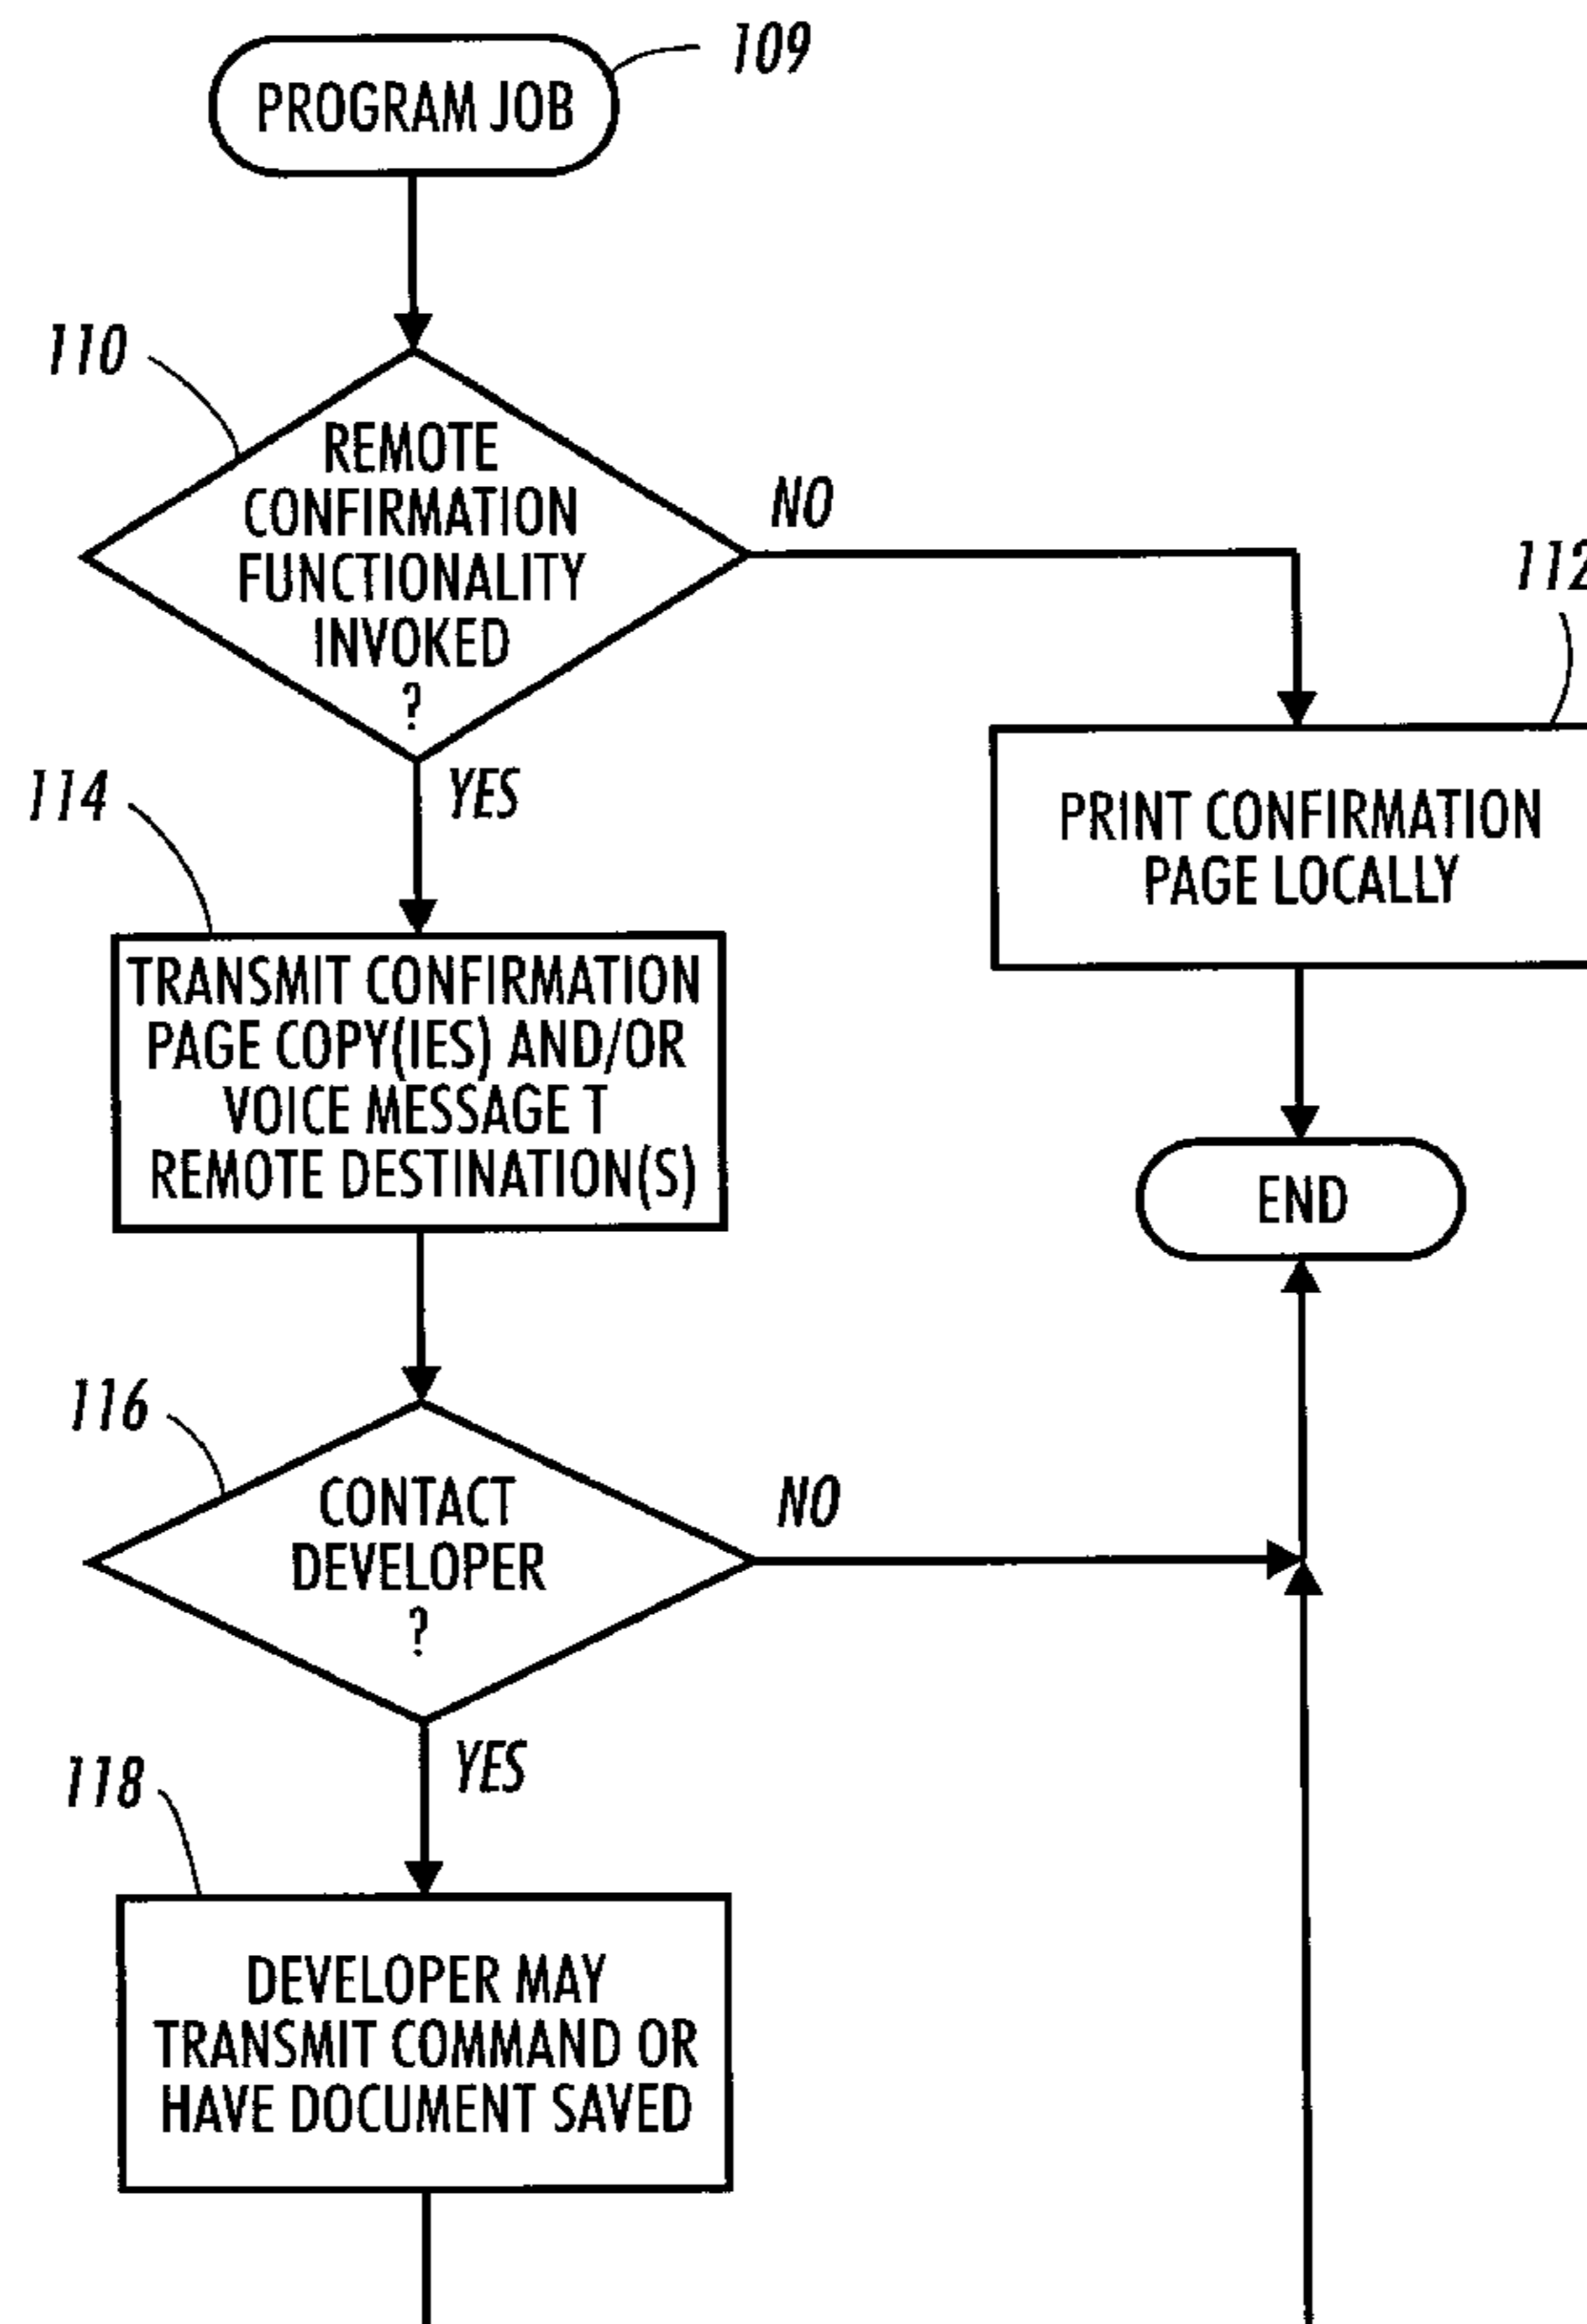 109
PROGRAM JOB
110
REMOTE
CONFIRMATION
FUNCTIONALITY
INVOKED
?
NO
112
YES
114
PRINT CONFIRMATION
PAGE LOCALLY
TRANSMIT CONFIRMATION
PAGE COPY(IES) AND/OR
VOICE MESSAGE T
REMOTE DESTINATION(S)
END
116
CONTACT
DEVELOPER
?
NO
YES
118
DEVELOPER MAY
TRANSMIT COMMAND OR
HAVE DOCUMENT SAVED